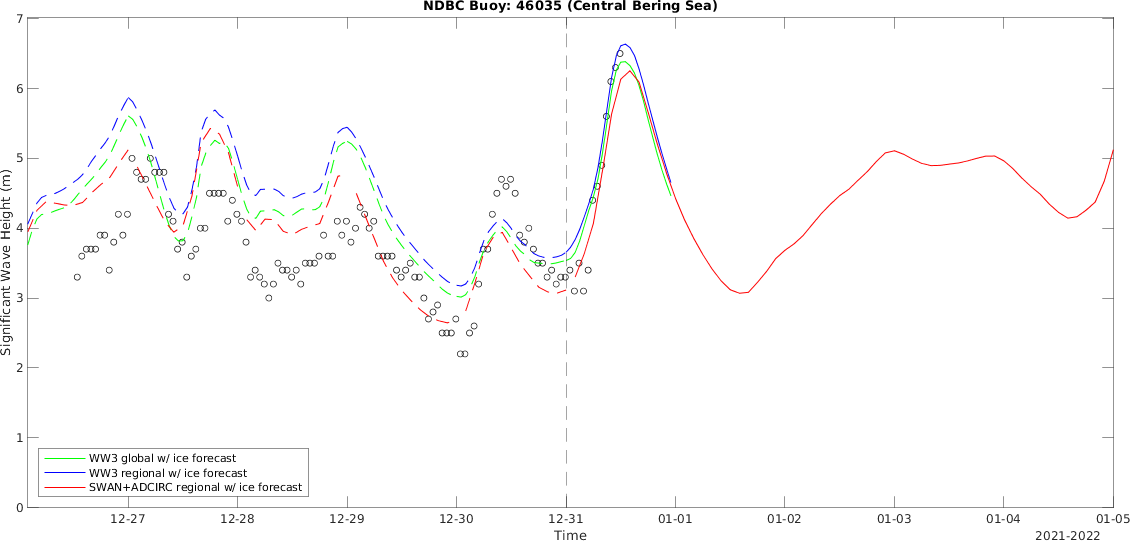 NDBC Buoy: 46035 (Central Bering Sea)
7
6
5
4
3
2
1
0
Significant Wave Height (m)
WW3 global w/ ice forecast
WW3 regional w/ ice forecast
SWAN+ADCIRC regional w/ ice forecast
12-27 12-28 12-29 12-30 12-31 01-01 01-02 01-03 01-04 01-05
Time
2021-2022